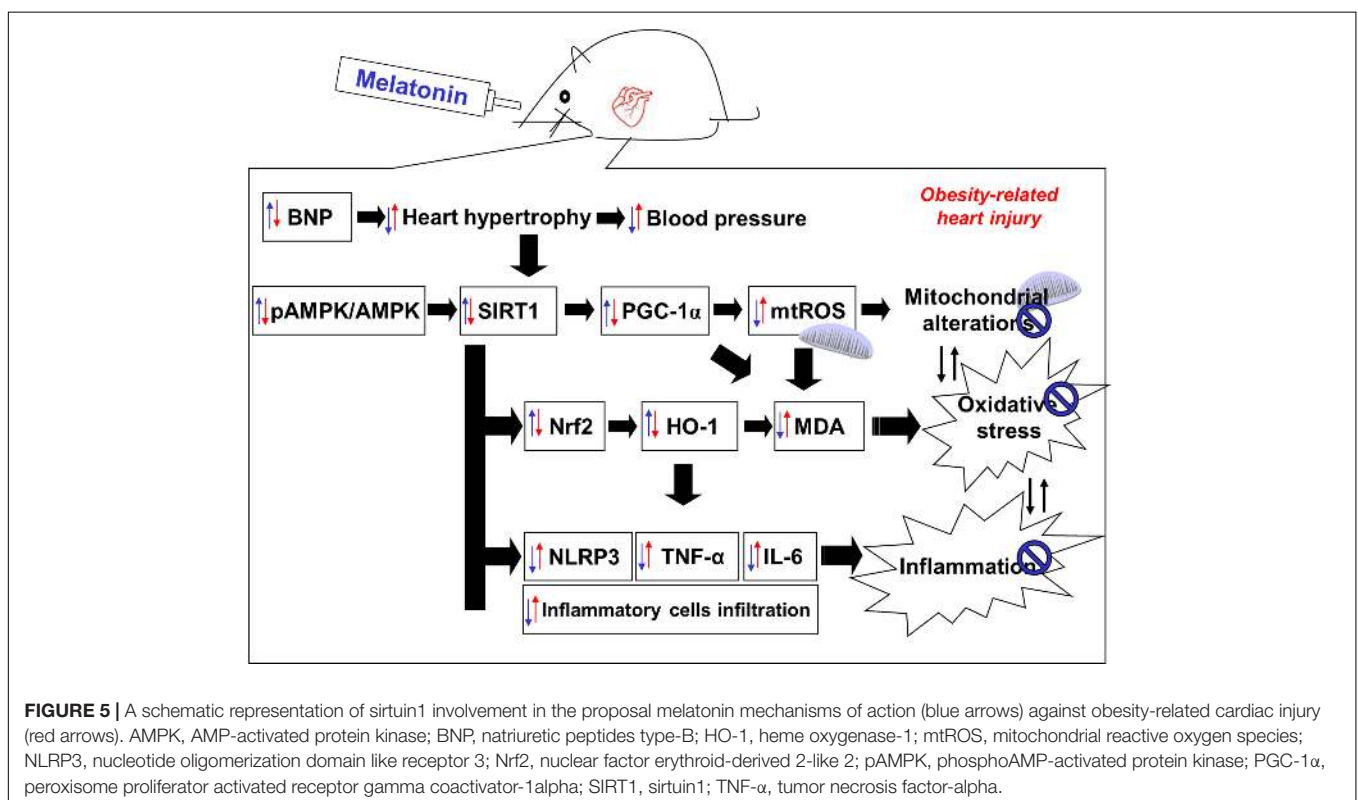 Melatonin
Obesity-related
heart injury
BNP
Heart hypertrophy
Blood pressure
pAMPK/AMPK
SIRT1
PGC-1α
mtROS
Mitochondrial
alterations
Nrf2
HO-1
MDA
Oxidative
stress
NLRP3
TNF-α
IL-6
Inflammation
Inflammatory cells infiltration
FIGURE 5 | A schematic representation of sirtuin1 involvement in the proposal melatonin mechanisms of action (blue arrows) against obesity-related cardiac injury
(red arrows). AMPK, AMP-activated protein kinase; BNP, natriuretic peptides type-B; HO-1, heme oxygenase-1; mtROS, mitochondrial reactive oxygen species;
NLRP3, nucleotide oligomerization domain like receptor 3; Nrf2, nuclear factor erythroid-derived 2-like 2; pAMPK, phosphoAMP-activated protein kinase; PGC-1α,
peroxisome proliferator activated receptor gamma coactivator-1alpha; SIRT1, sirtuin1; TNF-α, tumor necrosis factor-alpha.